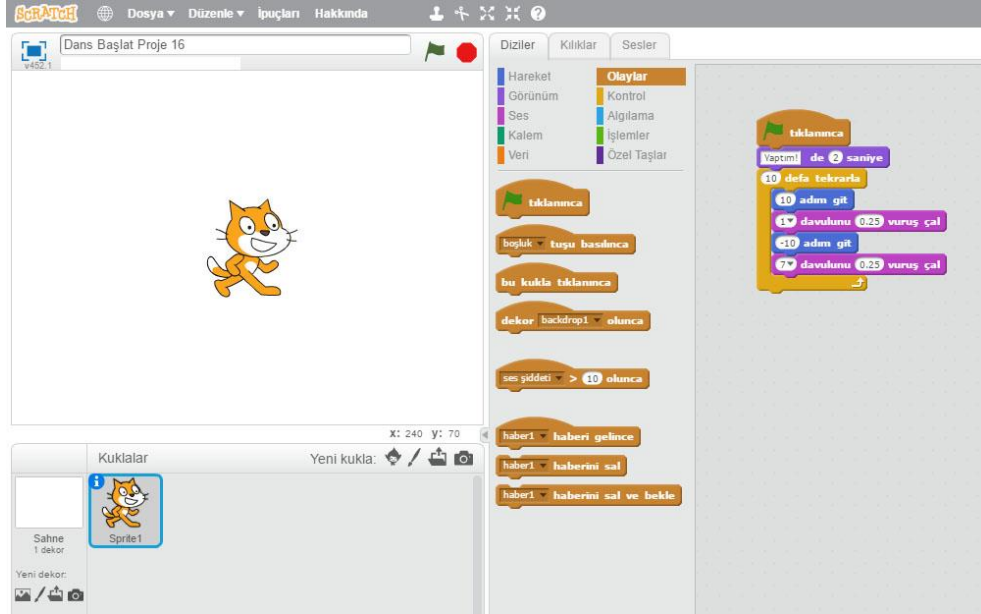 SCRATCH Dosya▾ Düzenle▾ İpuçları Hakkında
Dans Başlat Proje 16
v452.1
x: 240 y: 70
Kuklalar Yeni kukla:
Sprite1
Sahne
1 dekor
Yeni dekor:
Diziler Kılıklar Sesler
Hareket Olaylar
Görünüm Kontrol
Ses Algılama
Kalem İşlemler
Veri Özel Taşlar
tıklanınca
boşluk tuşu basılınca
bu kukla tıklanınca
dekor backdrop1 olunca
ses şiddeti > 10 olunca
haber1 haberi gelince
haber1 haberini sal
haber1 haberini sal ve bekle
tıklanınca
Yaptım! de 2 saniye
10 defa tekrarla
10 adım git
1 davulunu 0.25 vuruş çal
-10 adım git
7 davulunu 0.25 vuruş çal